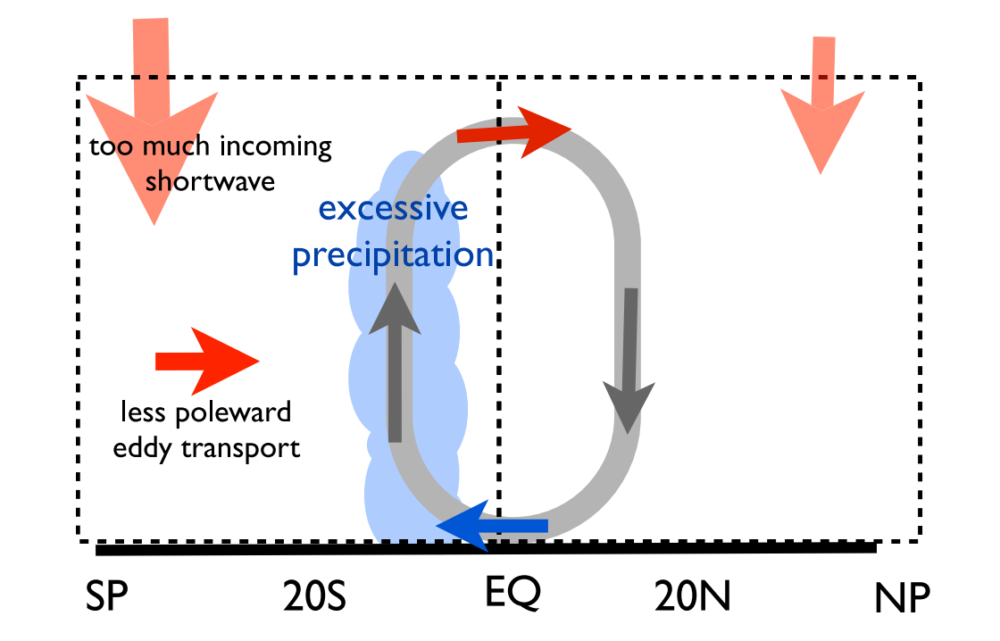 too much incoming
shortwave
excessive
precipitation
less poleward
eddy transport
SP
20S
EQ
20N
NP